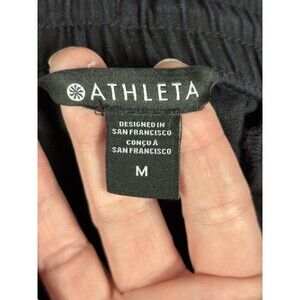 ATHLETA
DESIGNED IN
SAN FRANCISCO
CONÇU À
SAN FRANCISCO
M